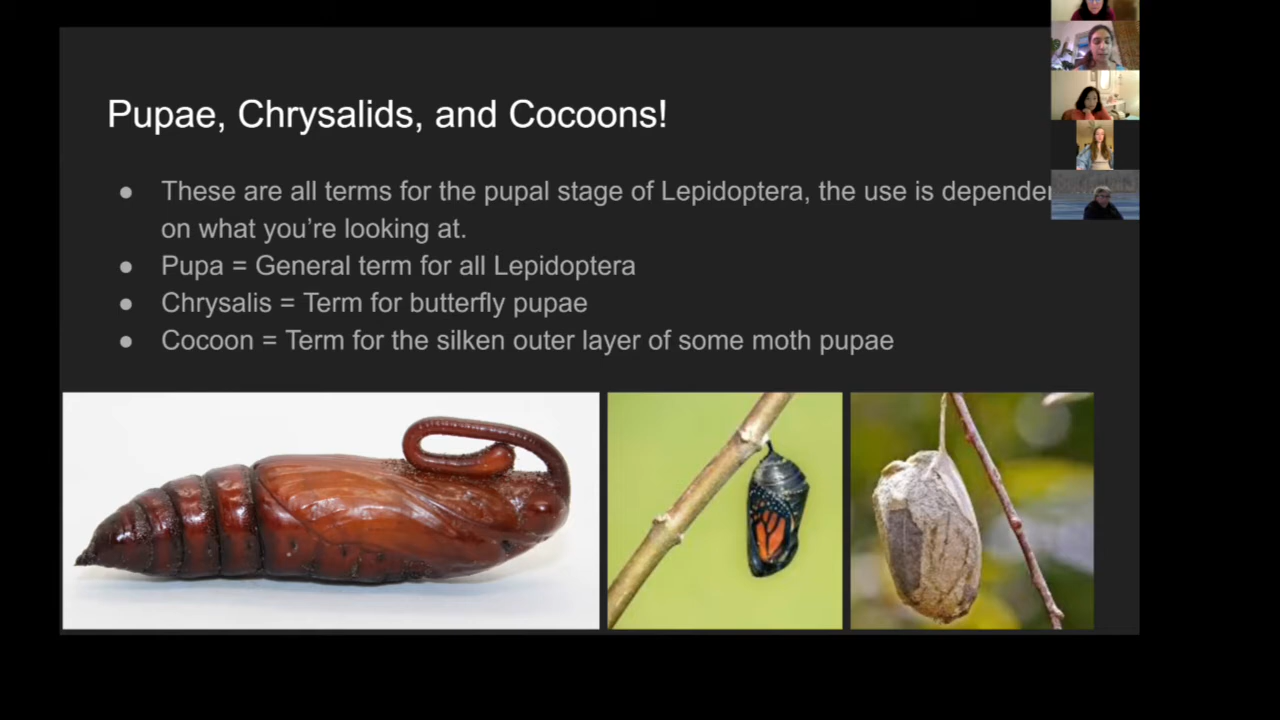 Pupae, Chrysalids, and Cocoons!
● These are all terms for the pupal stage of Lepidoptera, the use is
on what you’re looking at.
● Pupa = General term for all Lepidoptera
● Chrysalis = Term for butterfly pupae
● Cocoon = Term for the silken outer layer of some moth pupae